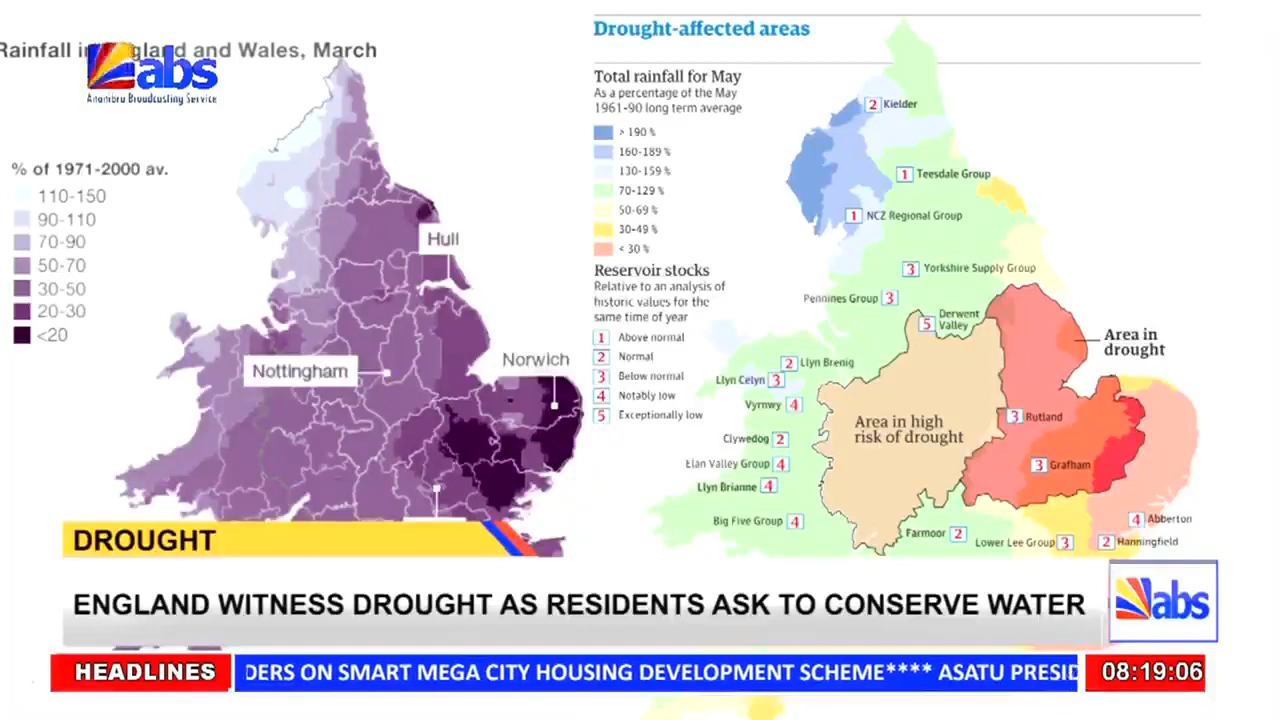 Rainfall in England and Wales, March
abs
Anambra Broadcasting Service
% of 1971-2000 av.
110-150
90-110
70-90
50-70
30-50
20-30
<20
Hull
Nottingham
Norwich
Drought-affected areas
Total rainfall for May
As a percentage of the May
1961-90 long term average
> 190 %
160-189 %
130-159 %
70-129 %
50-69 %
30-49 %
< 30 %
Reservoir stocks
Relative to an analysis of
historic values for the
same time of year
1 Above normal
2 Normal
3 Below normal
4 Notably low
5 Exceptionally low
2 Kielder
1 Teesdale Group
1 NCZ Regional Group
3 Yorkshire Supply Group
Pennines Group 3
5 Derwent
Valley
Area in
drought
2 Llyn Brenig
Llyn Celyn 3
Vyrnwy 4
3 Rutland
Area in high
risk of drought
Clywedog 2
Elan Valley Group 4
3 Grafham
Llyn Brianne 4
Big Five Group 4
4 Abberton
Farmoor 2
Lower Lee Group 3
2 Hanningfield
DROUGHT
ENGLAND WITNESS DROUGHT AS RESIDENTS ASK TO CONSERVE WATER
abs
HEADLINES
DERS ON SMART MEGA CITY HOUSING DEVELOPMENT SCHEME**** ASATU PRESID
08:19:06